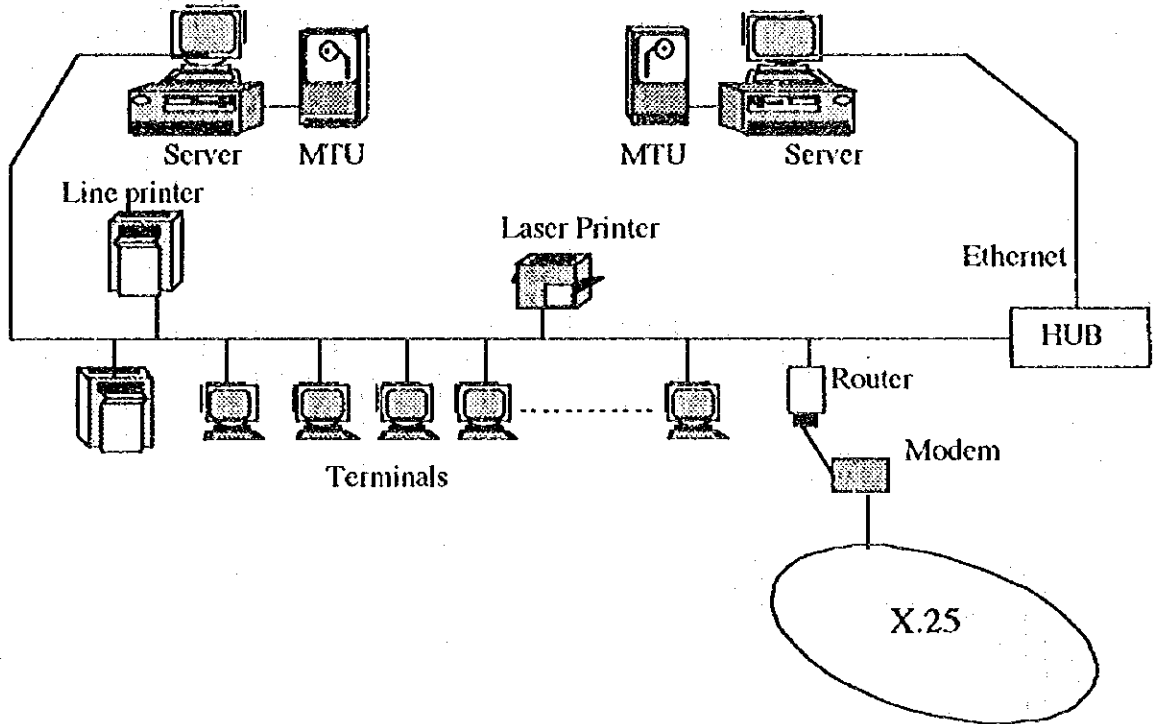 Server
MTU
MTU
Server
Line printer
Laser Printer
Ethernet
HUB
Router
Modem
Terminals
X.25